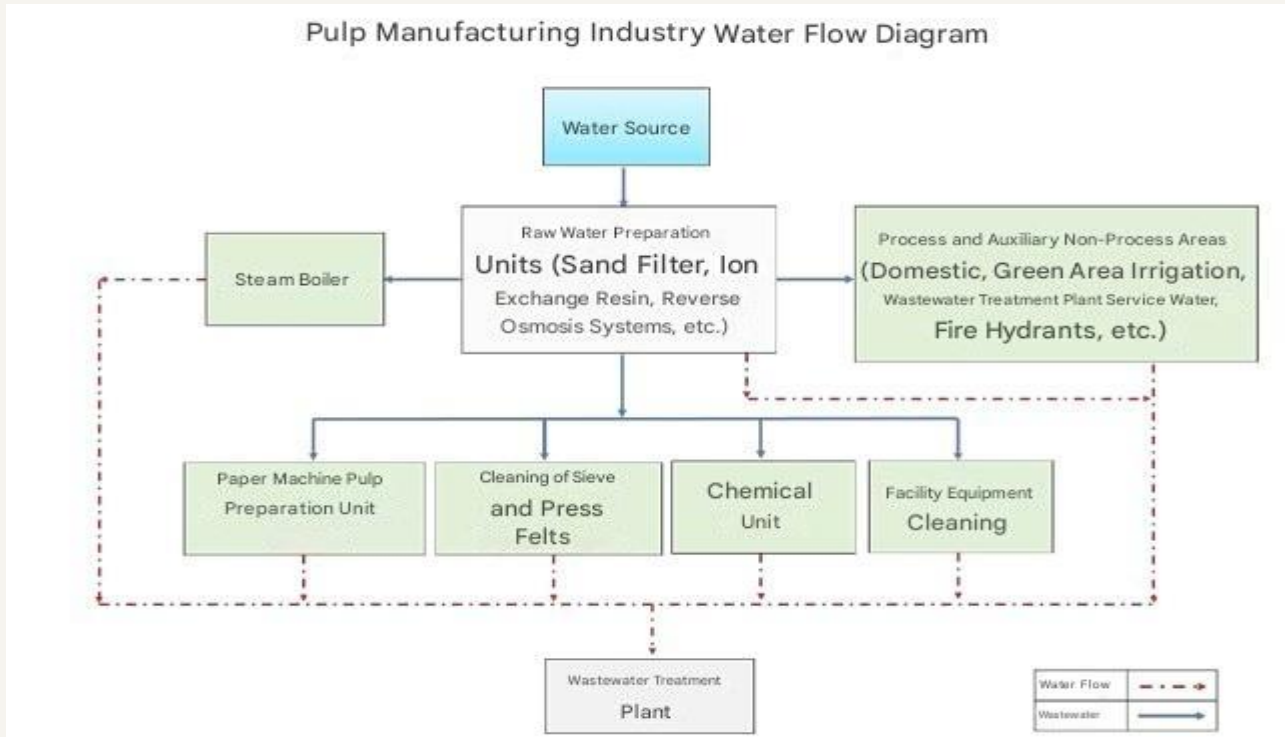 Pulp Manufacturing Industry Water Flow Diagram
Water Source
Raw Water Preparation
Units (Sand Filter, Ion
Exchange Resin, Reverse
Osmosis Systems, etc.)
Steam Boiler
Process and Auxiliary Non-Process Areas
(Domestic, Green Area Irrigation,
Wastewater Treatment Plant Service Water,
Fire Hydrants, etc.)
Paper Machine Pulp
Preparation Unit
Cleaning of Sieve
and Press
Felts
Chemical
Unit
Facility Equipment
Cleaning
Wastewater Treatment
Plant
Water Flow
Wastewater